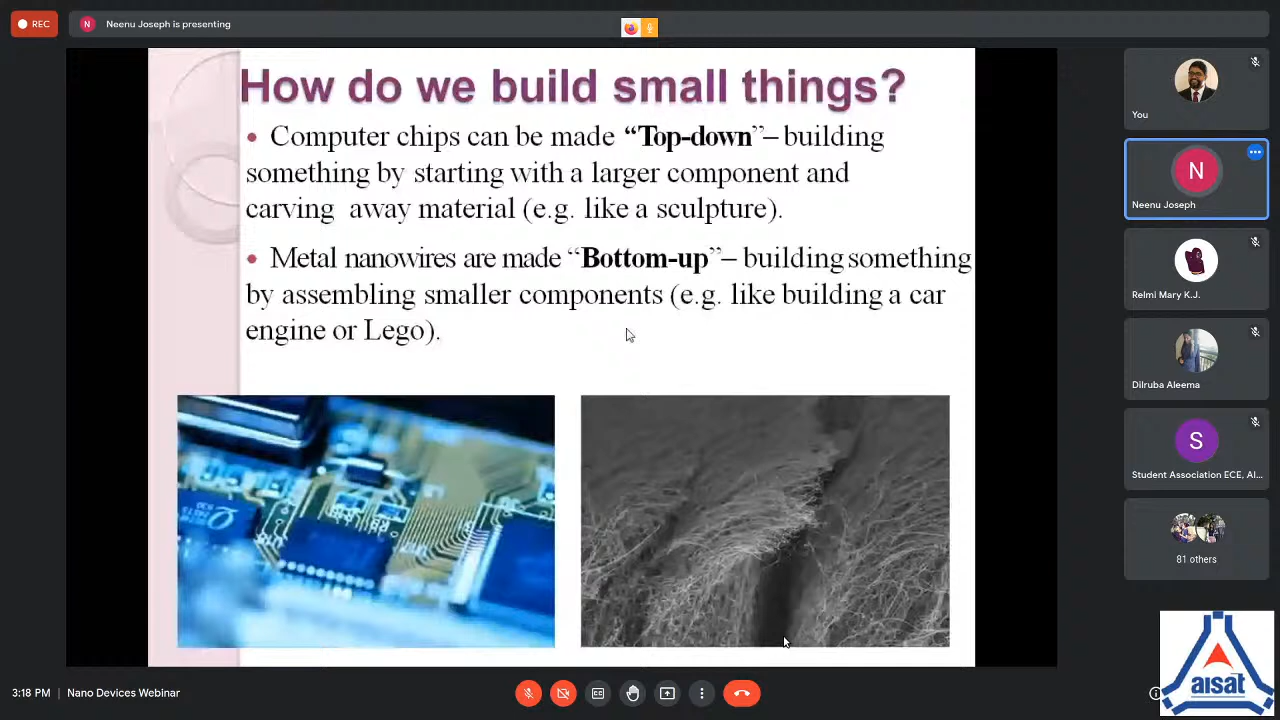 REC
N
Neenu Joseph is presenting
How do we build small things?
• Computer chips can be made “Top-down”– building
something by starting with a larger component and
carving away material (e.g. like a sculpture).
• Metal nanowires are made “Bottom-up”– building something
by assembling smaller components (e.g. like building a car
engine or Lego).
You
N
Neenu Joseph
Relmi Mary K.J.
Dilruba Aleema
S
Student Association ECE, AI...
81 others
3:18 PM | Nano Devices Webinar
aisat